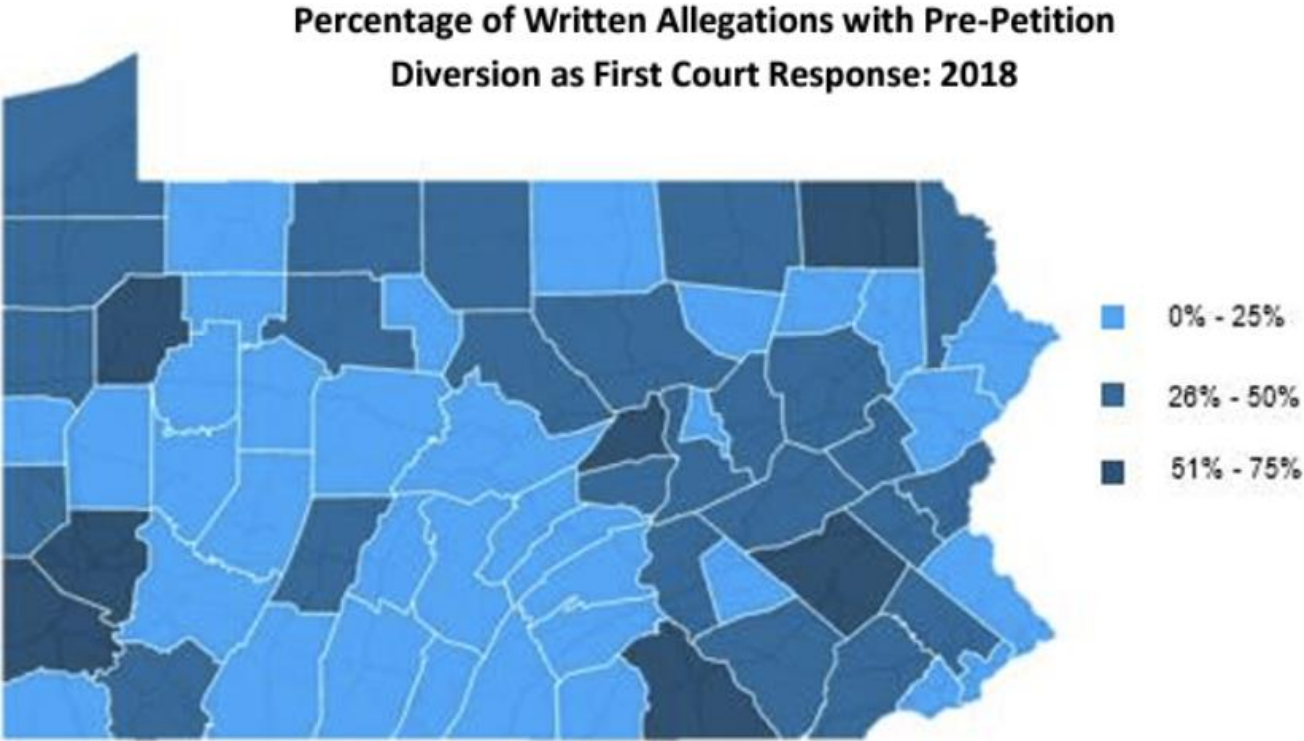 Percentage of Written Allegations with Pre-Petition
Diversion as First Court Response: 2018
0% - 25%
26% - 50%
51% - 75%